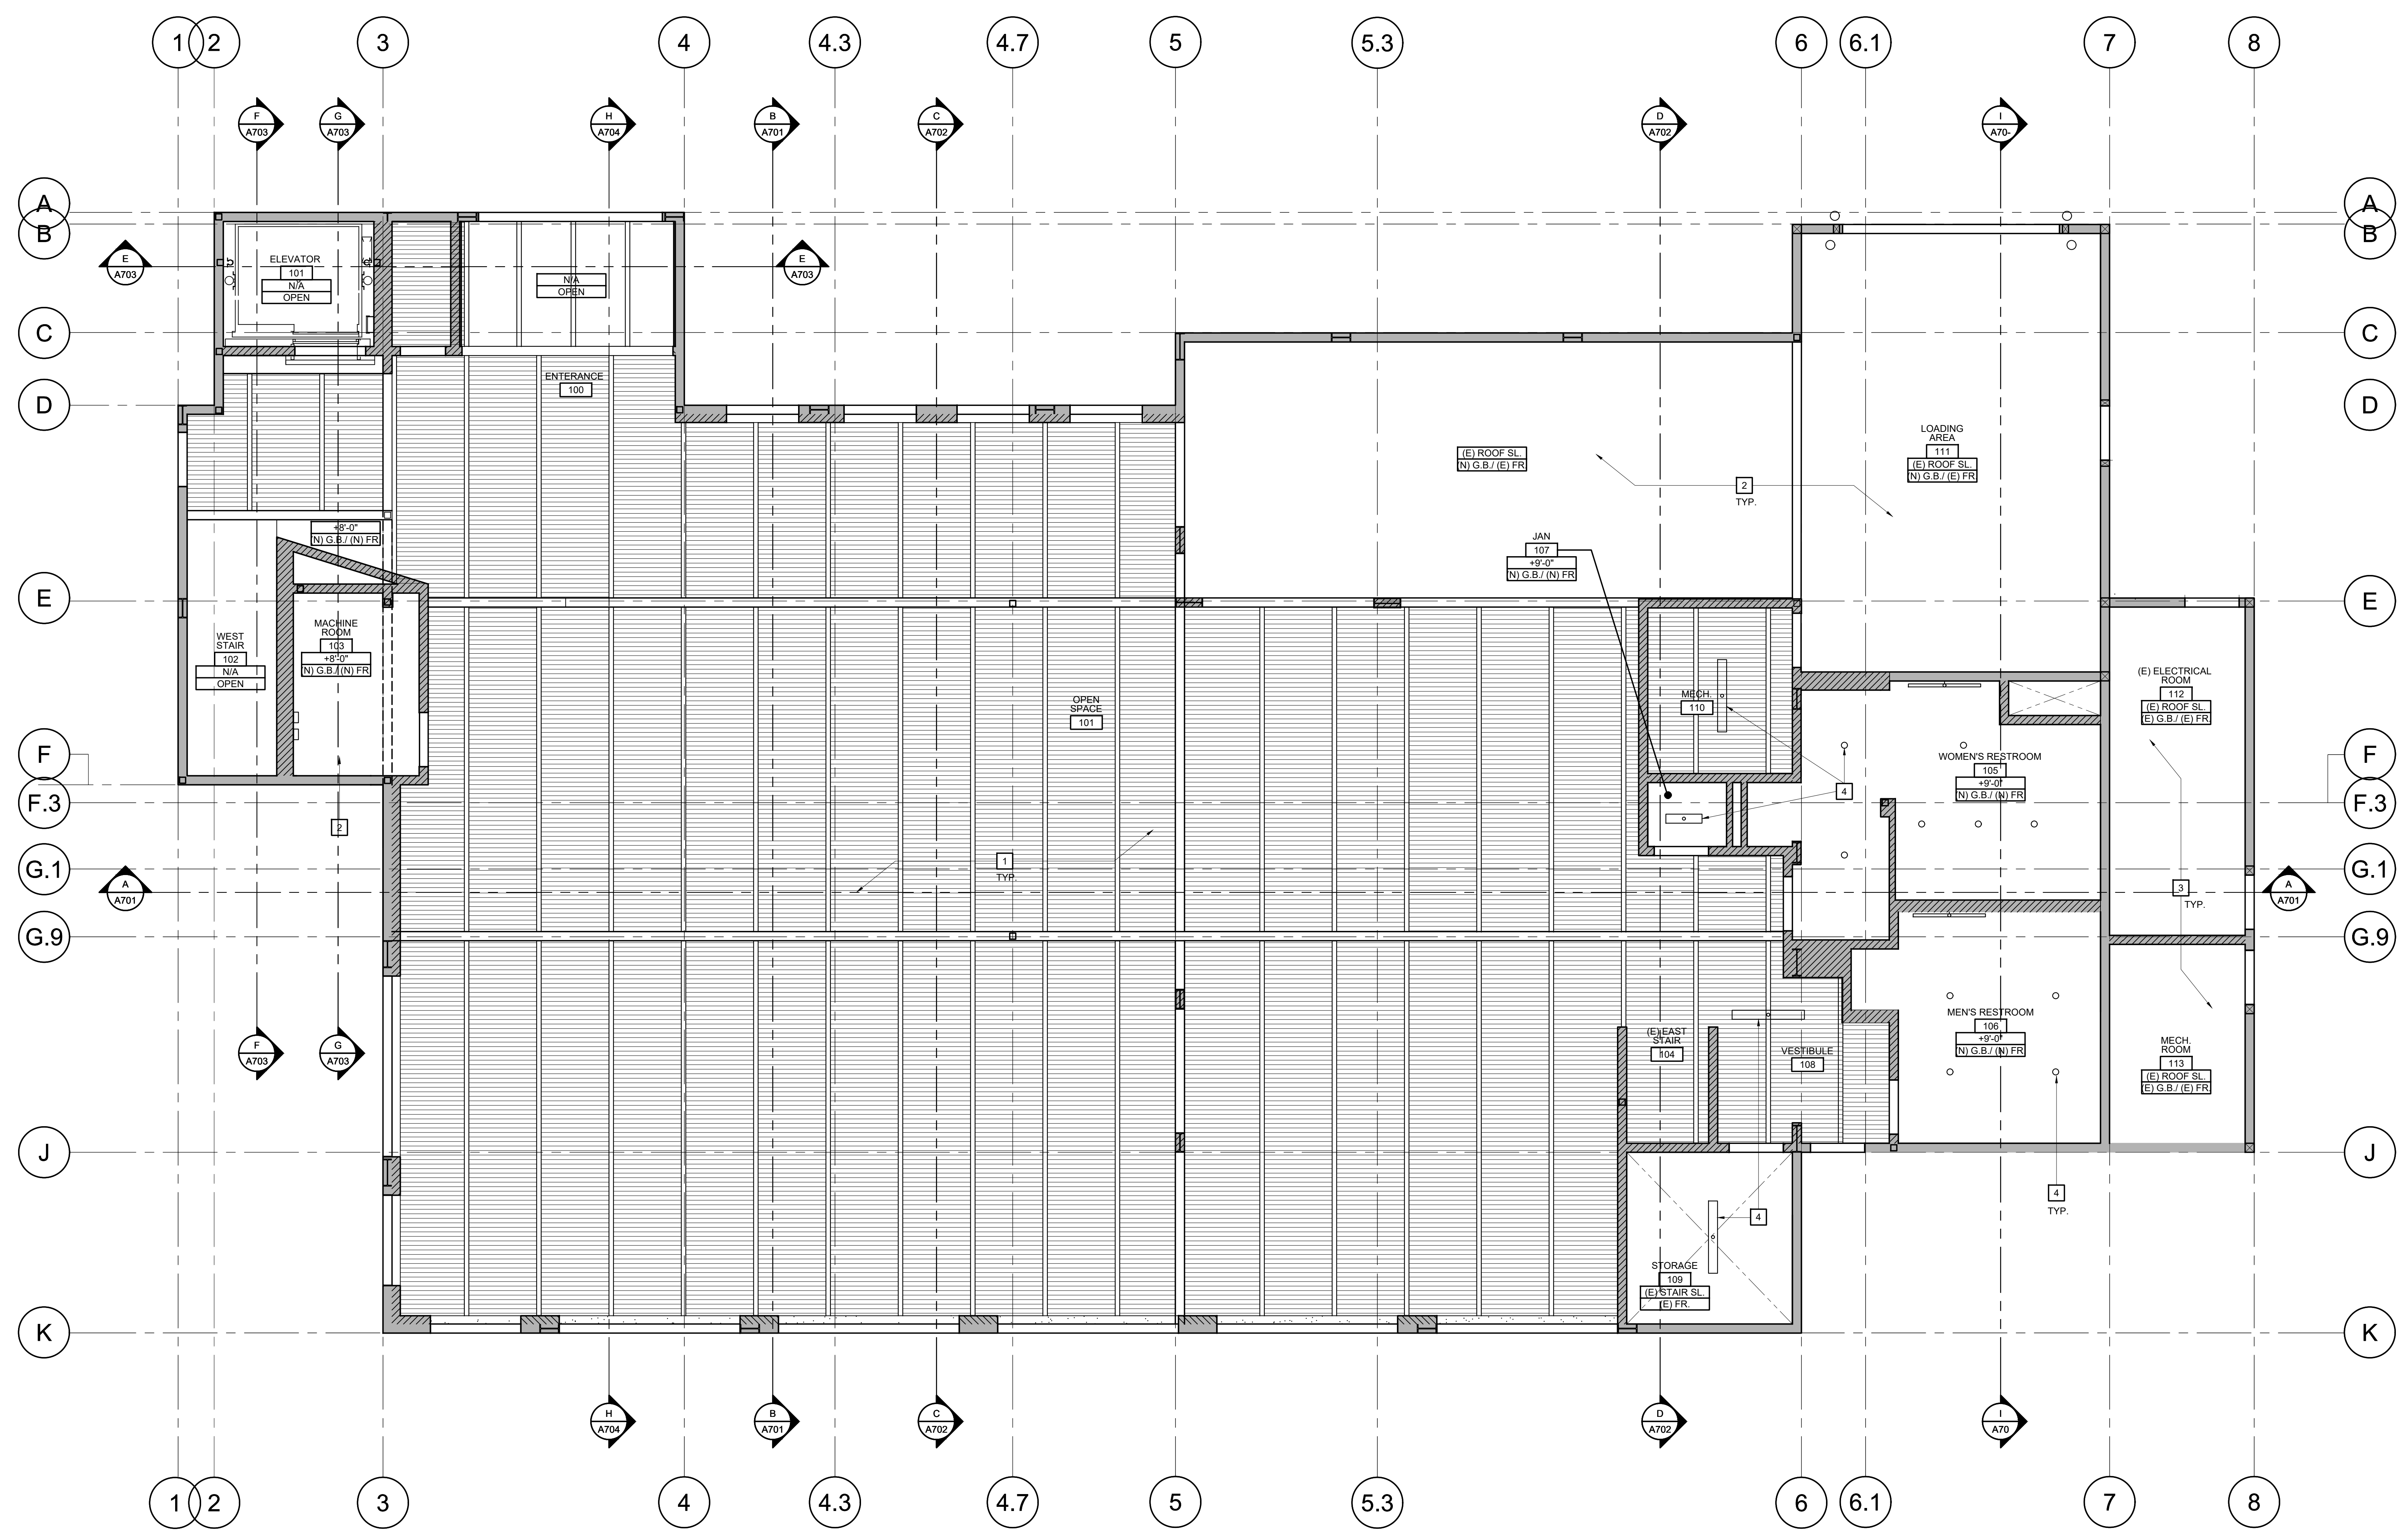 1 2 3 4 4.3 4.7 5 5.3 6 6.1 7 8
F
A703
G
A703
H
A704
B
A701
C
A702
D
A702
I
A70-
A A
B B
E
A703
E
A703
ELEVATOR
101
N/A
OPEN
N/A
OPEN
C C
ENTERANCE
100
D D
LOADING
AREA
111
(E) ROOF SL.
(N) G.B./ (E) FR
(E) ROOF SL.
(N) G.B./ (E) FR
2
TYP.
+8'-0"
N) G.B./ (N) FR
JAN
107
+9'-0"
N) G.B./ (N) FR
E E
WEST
STAIR
102
N/A
OPEN
MACHINE
ROOM
103
+8'-0"
N) G.B./ (N) FR
OPEN
SPACE
101
MECH.
110
(E) ELECTRICAL
ROOM
112
(E) ROOF SL.
(E) G.B./ (E) FR
F F
WOMEN'S RESTROOM
105
+9'-0"
N) G.B./ (N) FR
4
F.3 F.3
2
1
TYP.
G.1 G.1
A
A701
3
TYP.
A
A701
G.9 G.9
F
A703
G
A703
(E) EAST
STAIR
104
VESTIBULE
108
MEN'S RESTROOM
106
+9'-0"
N) G.B./ (N) FR
MECH.
ROOM
113
(E) ROOF SL.
(E) G.B./ (E) FR
J J
4
TYP.
4
STORAGE
109
(E) STAIR SL.
(E) FR.
K K
H
A704
B
A701
C
A702
D
A702
I
A70
1 2 3 4 4.3 4.7 5 5.3 6 6.1 7 8